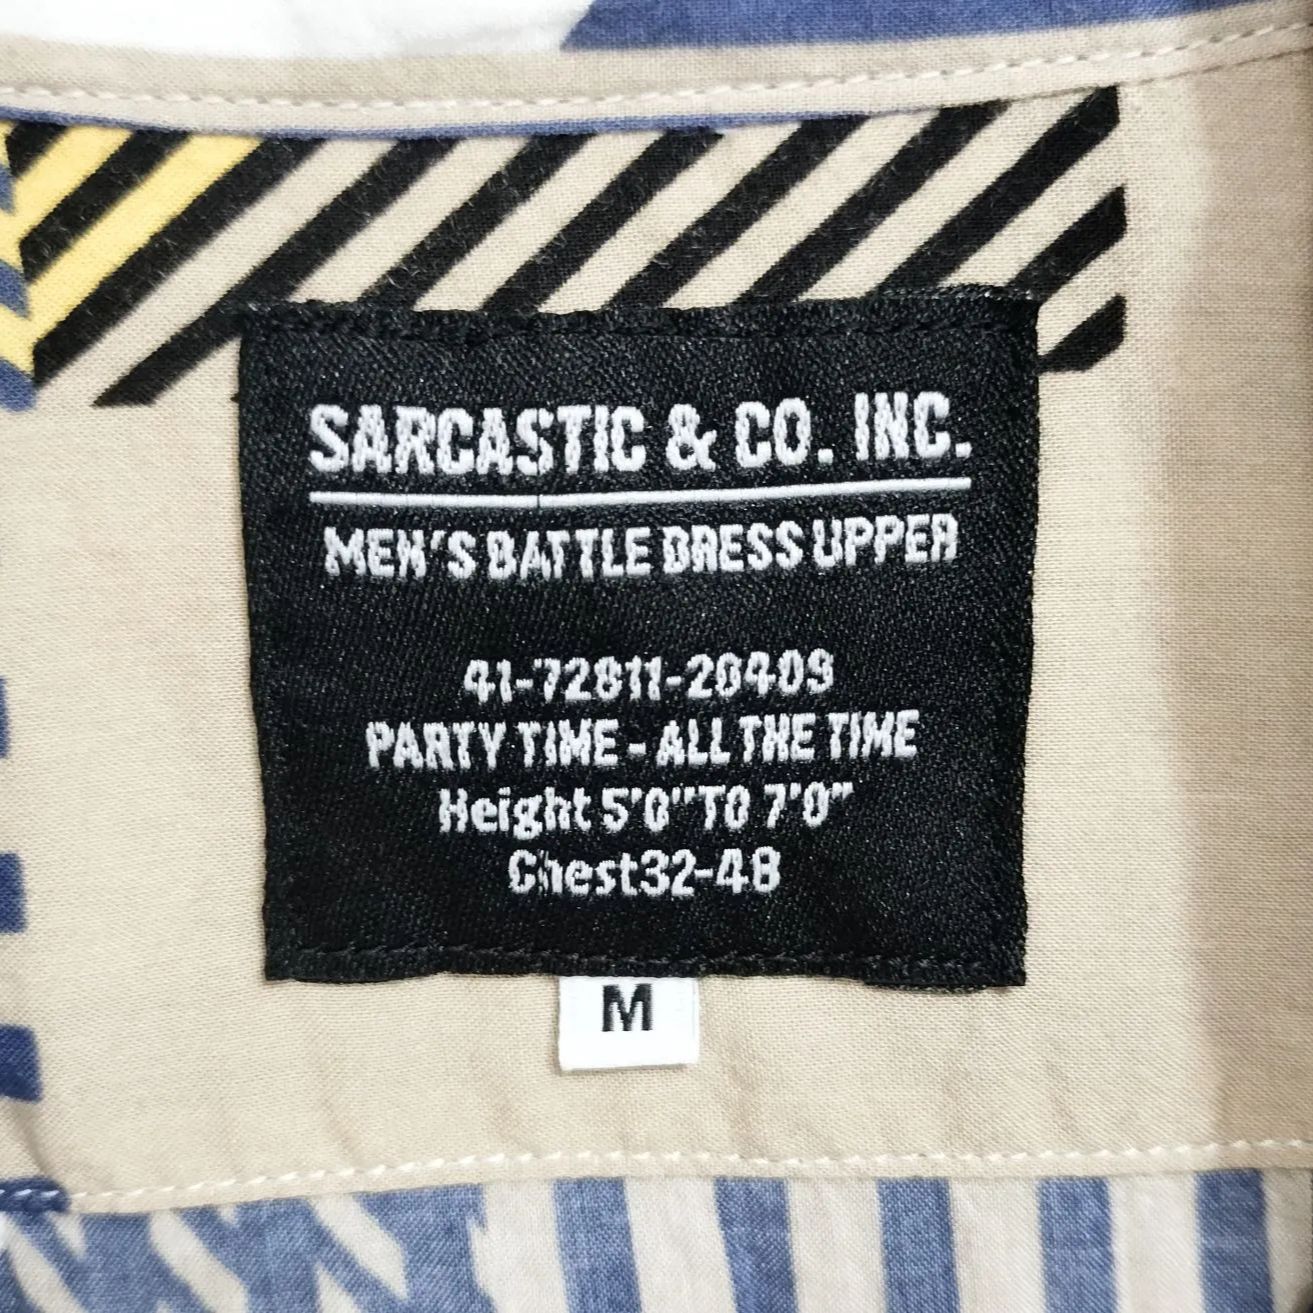 SARCASTIC & CO. INC.
MEN'S BATTLE DRESS UPPER
41-72811-20409
PARTY TIME - ALL THE TIME
Height 5'0"TO 7'0"
Chest32-48
M